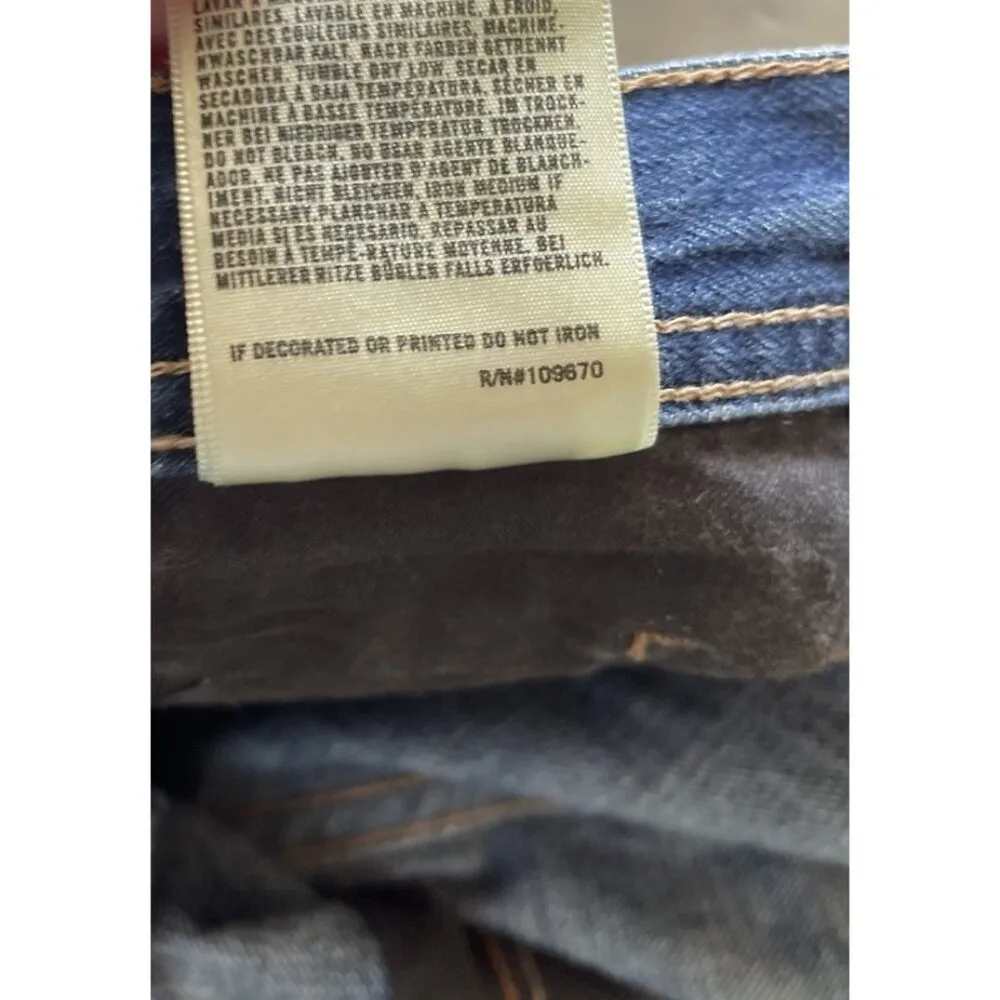 SIMILARES, LAVABLE EN MACHINE, A FROID,
AVEC DES COULEURS SIMILAIRES, MACHINE-
NWASCHBAR KALT, NACH FARBEN GETRENNT
WASCHEN, TUMBLE DRY LOW, SECAR EN
SECADORA A BAJA TEMPERATURA, SECHER EN
MACHINE A BASSE TEMPERATURE, IM TROCK-
NER BEI NIEDRIGER TEMPERATUR TROCKNEN
DO NOT BLEACH, NO USAR AGENTE BLANQUE-
ADOR, NE PAS AJOUTER D'AGENT DE BLANCH-
IMENT, NICHT BLEICHEN, IRON MEDIUM IF
NECESSARY, PLANCHAR A TEMPERATURA
MEDIA SI ES NECESARIO, REPASSAR AU
BESOIN A TEMPE-RATURE MOYENNE, BEI
MITTLERER HITZE BÜGLEN FALLS ERFOERLICH.
IF DECORATED OR PRINTED DO NOT IRON
R/N#109670